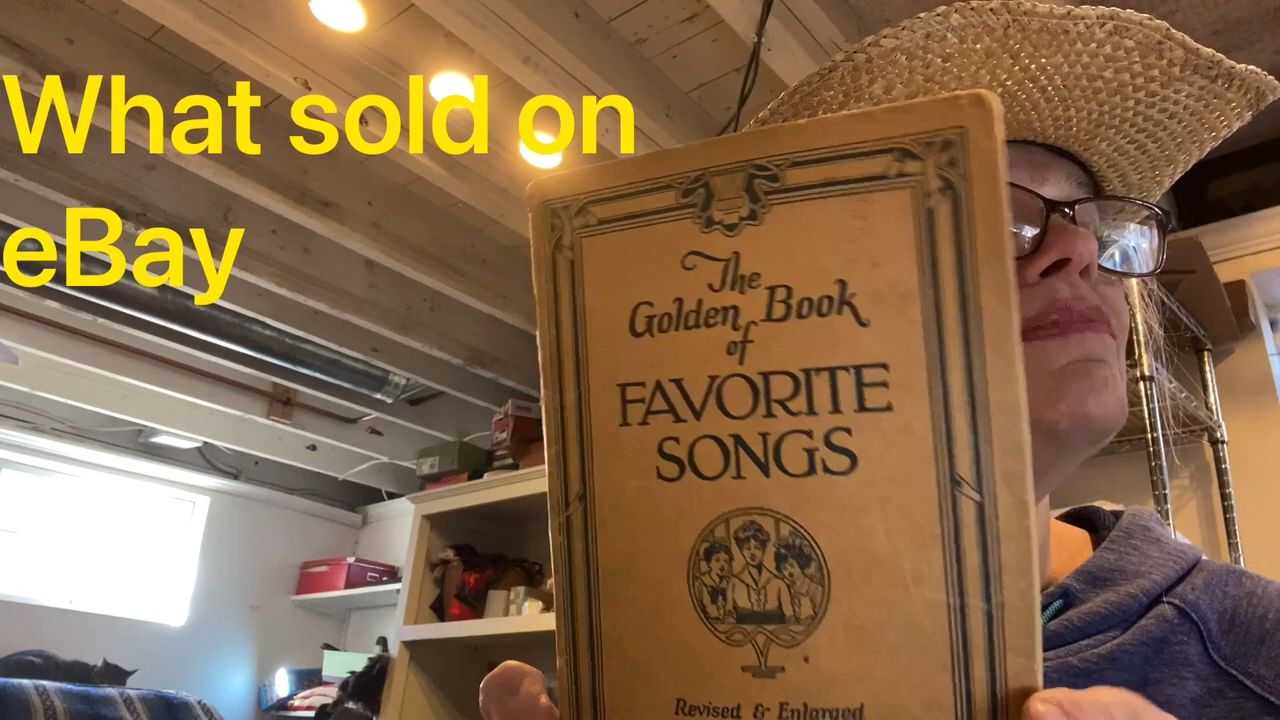 What sold on
eBay
The
Golden Book
of
FAVORITE
SONGS
Revised & Enlarged